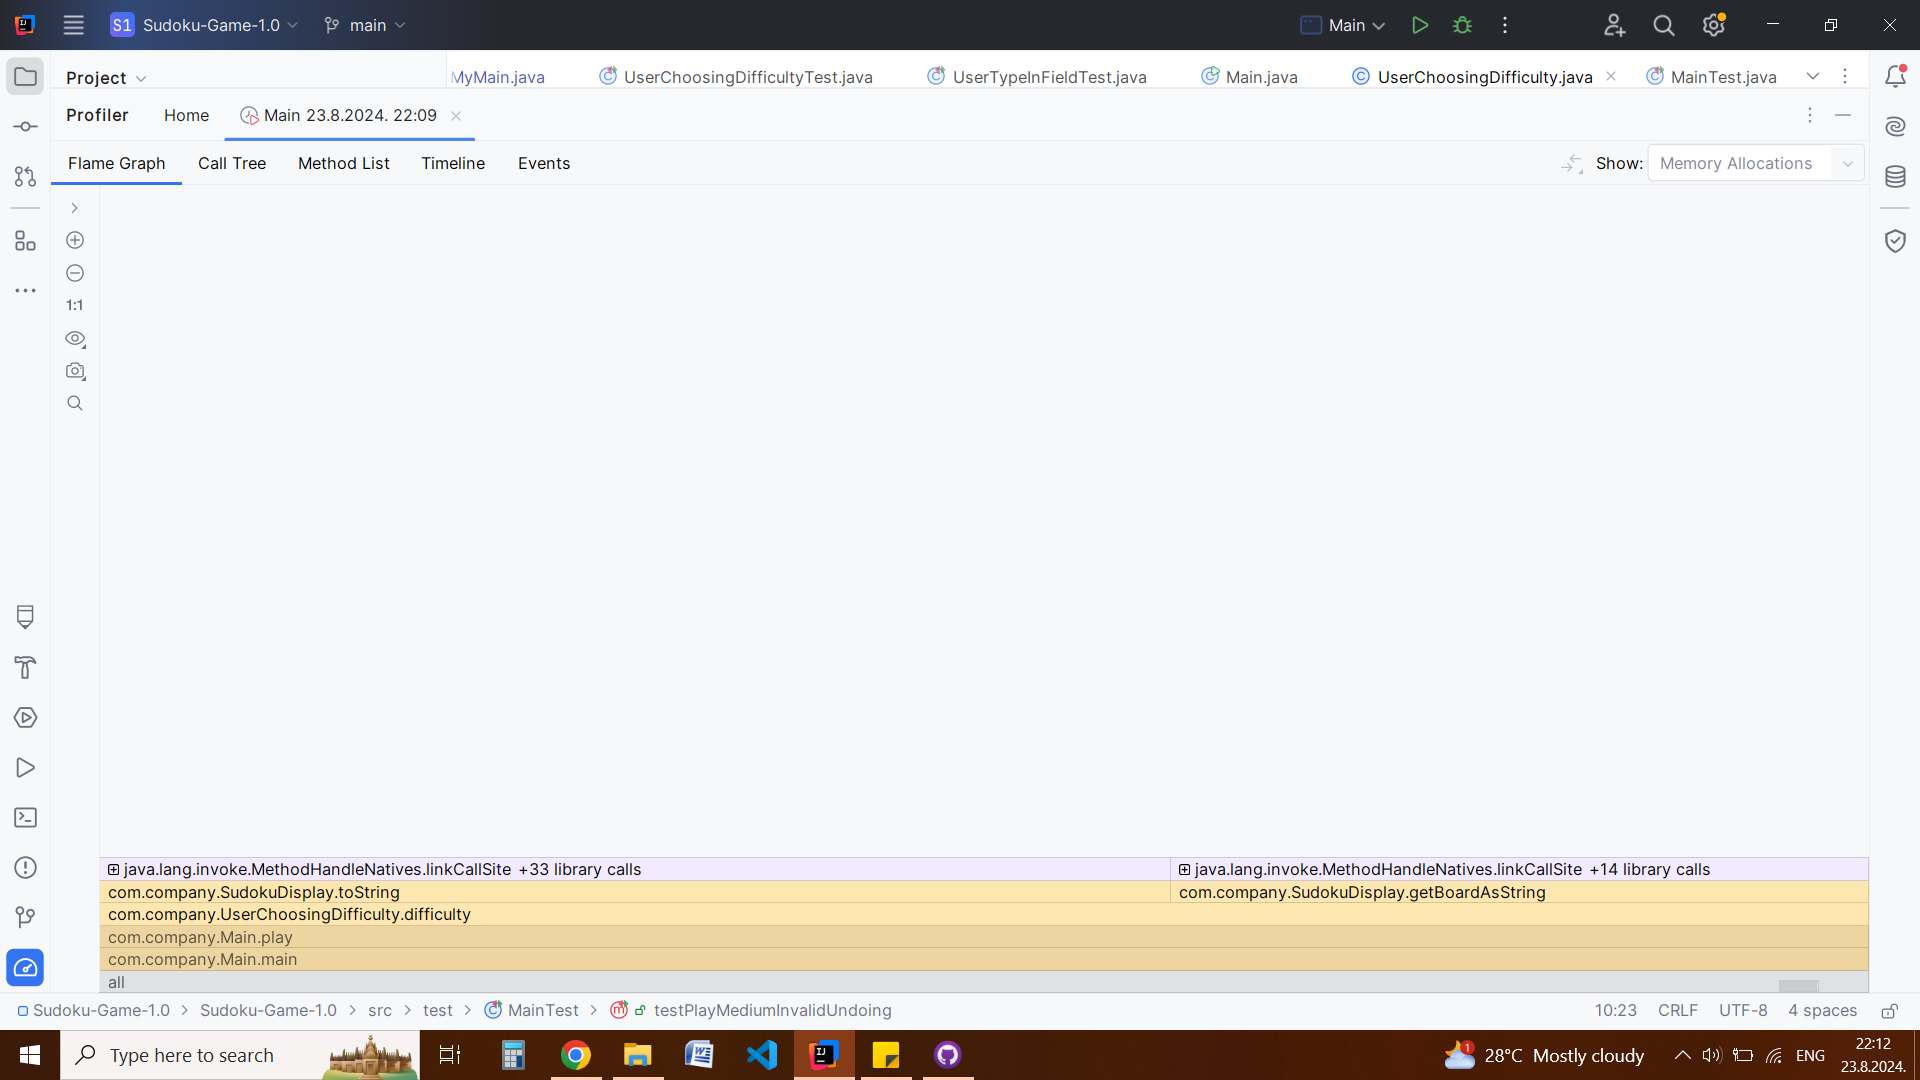 S1 Sudoku-Game-1.0 main Main
Project MyMain.java UserChoosingDifficultyTest.java UserTypeInFieldTest.java Main.java UserChoosingDifficulty.java MainTest.java
Profiler Home Main 23.8.2024. 22:09
Flame Graph Call Tree Method List Timeline Events Show: Memory Allocations
1:1
java.lang.invoke.MethodHandleNatives.linkCallSite +33 library calls java.lang.invoke.MethodHandleNatives.linkCallSite +14 library calls
com.company.SudokuDisplay.toString com.company.SudokuDisplay.getBoardAsString
com.company.UserChoosingDifficulty.difficulty
com.company.Main.play
com.company.Main.main
all
Sudoku-Game-1.0 > Sudoku-Game-1.0 > src > test > MainTest > testPlayMediumInvalidUndoing 10:23 CRLF UTF-8 4 spaces
Type here to search 1 28°C Mostly cloudy ENG 22:12
23.8.2024.